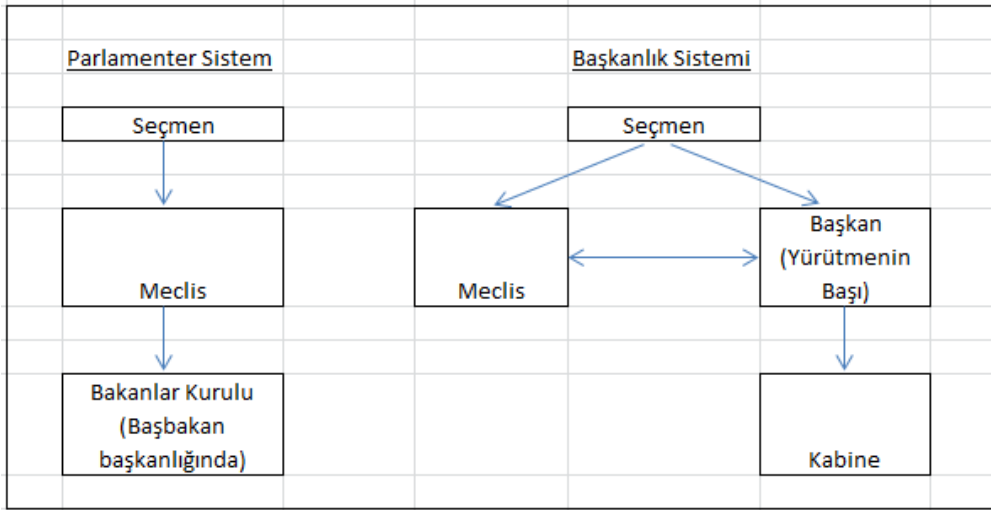 Parlamenter Sistem
Başkanlık Sistemi
Seçmen
Seçmen
Meclis
Meclis
Başkan
(Yürütmenin
Başı)
Bakanlar Kurulu
(Başbakan
başkanlığında)
Kabine